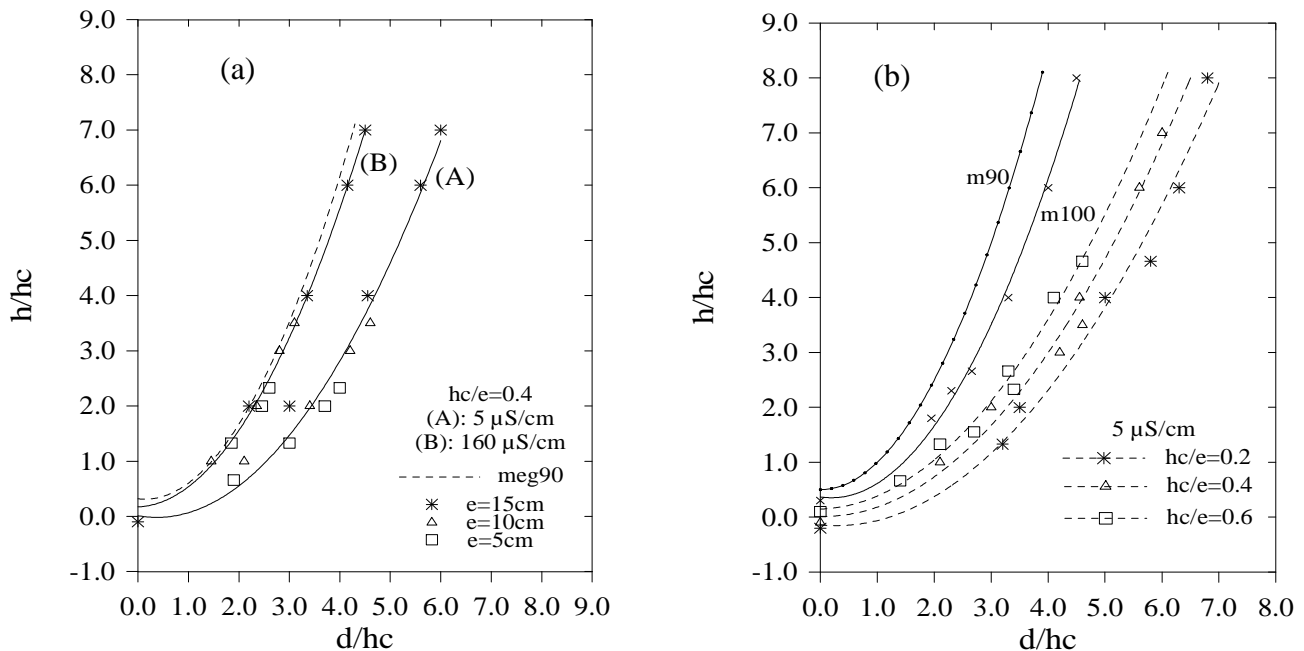 9.0
8.0
7.0
6.0
5.0
4.0
3.0
2.0
1.0
0.0
-1.0
h/hc
(a)
(B)
(A)
hc/e=0.4
(A): 5 µS/cm
(B): 160 µS/cm
meg90
e=15cm
e=10cm
e=5cm
0.0 1.0 2.0 3.0 4.0 5.0 6.0 7.0 8.0 9.0
d/hc
9.0
8.0
7.0
6.0
5.0
4.0
3.0
2.0
1.0
0.0
-1.0
h/hc
(b)
m90
m100
5 µS/cm
hc/e=0.2
hc/e=0.4
hc/e=0.6
0.0 1.0 2.0 3.0 4.0 5.0 6.0 7.0 8.0
d/hc